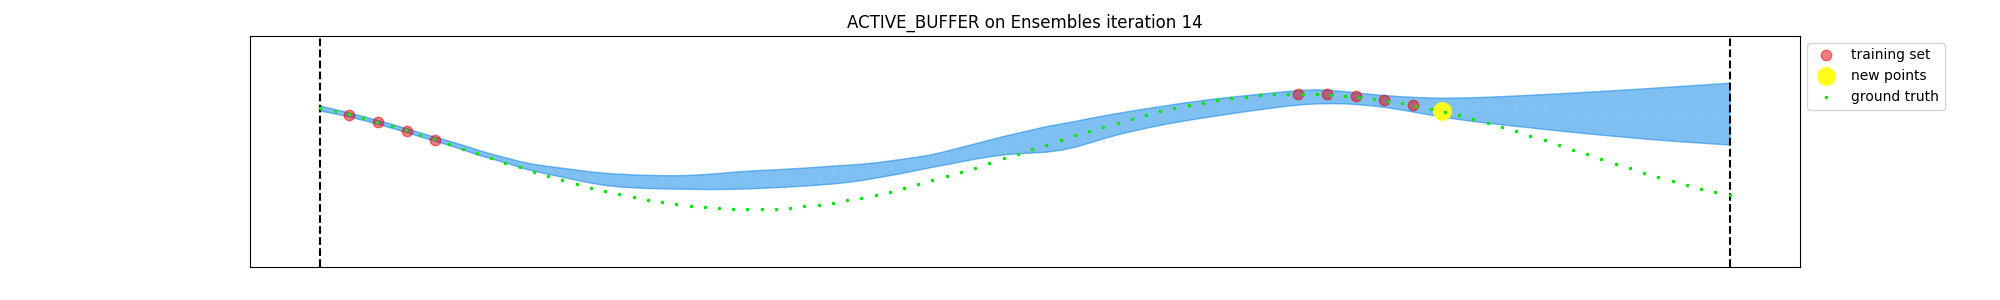 ACTIVE_BUFFER on Ensembles iteration 14
training set
new points
ground truth